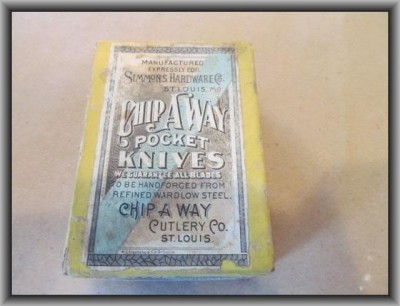 MANUFACTURED
EXPRESSLY FOR
SIMMONS HARDWARE CO.
ST. LOUIS, MO.
CHIP A WAY
POCKET
KNIVES
WE GUARANTEE ALL BLADES
TO BE HAND FORGED FROM
REFINED WARDLOW STEEL.
CHIP A WAY
CUTLERY CO.
ST. LOUIS.